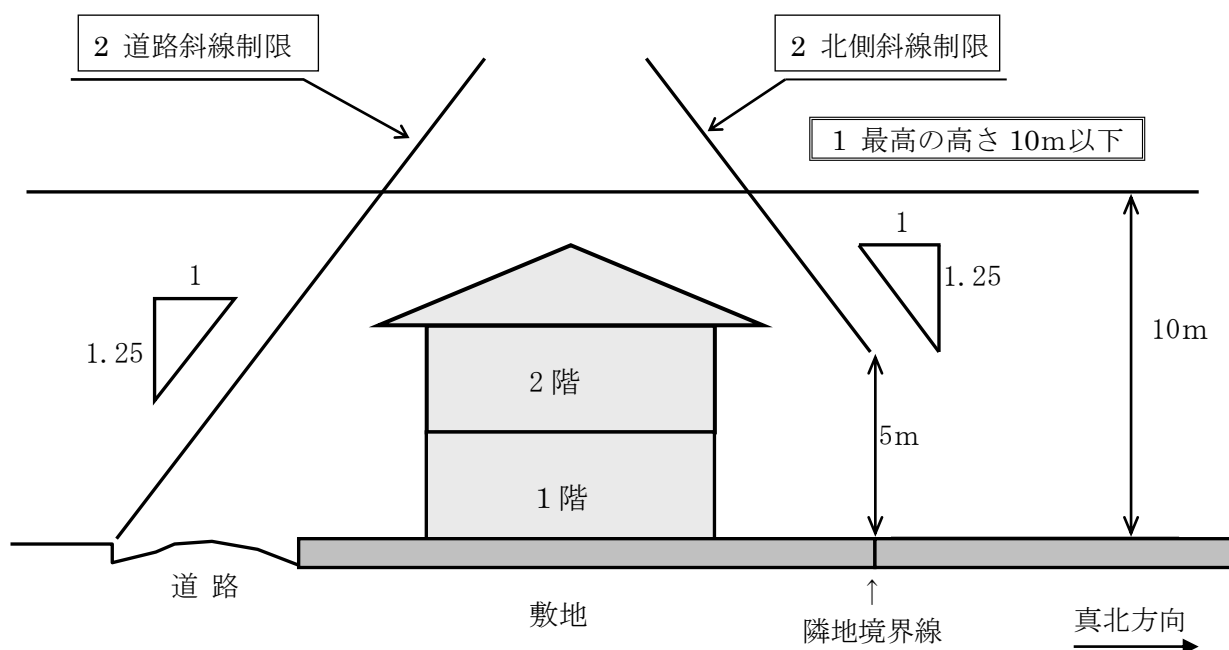 2 道路斜線制限
2 北側斜線制限
1 最高の高さ 10m以下
1
1.25
1
1.25
10m
2階
5m
1階
道 路
敷地
↑
隣地境界線
真北方向